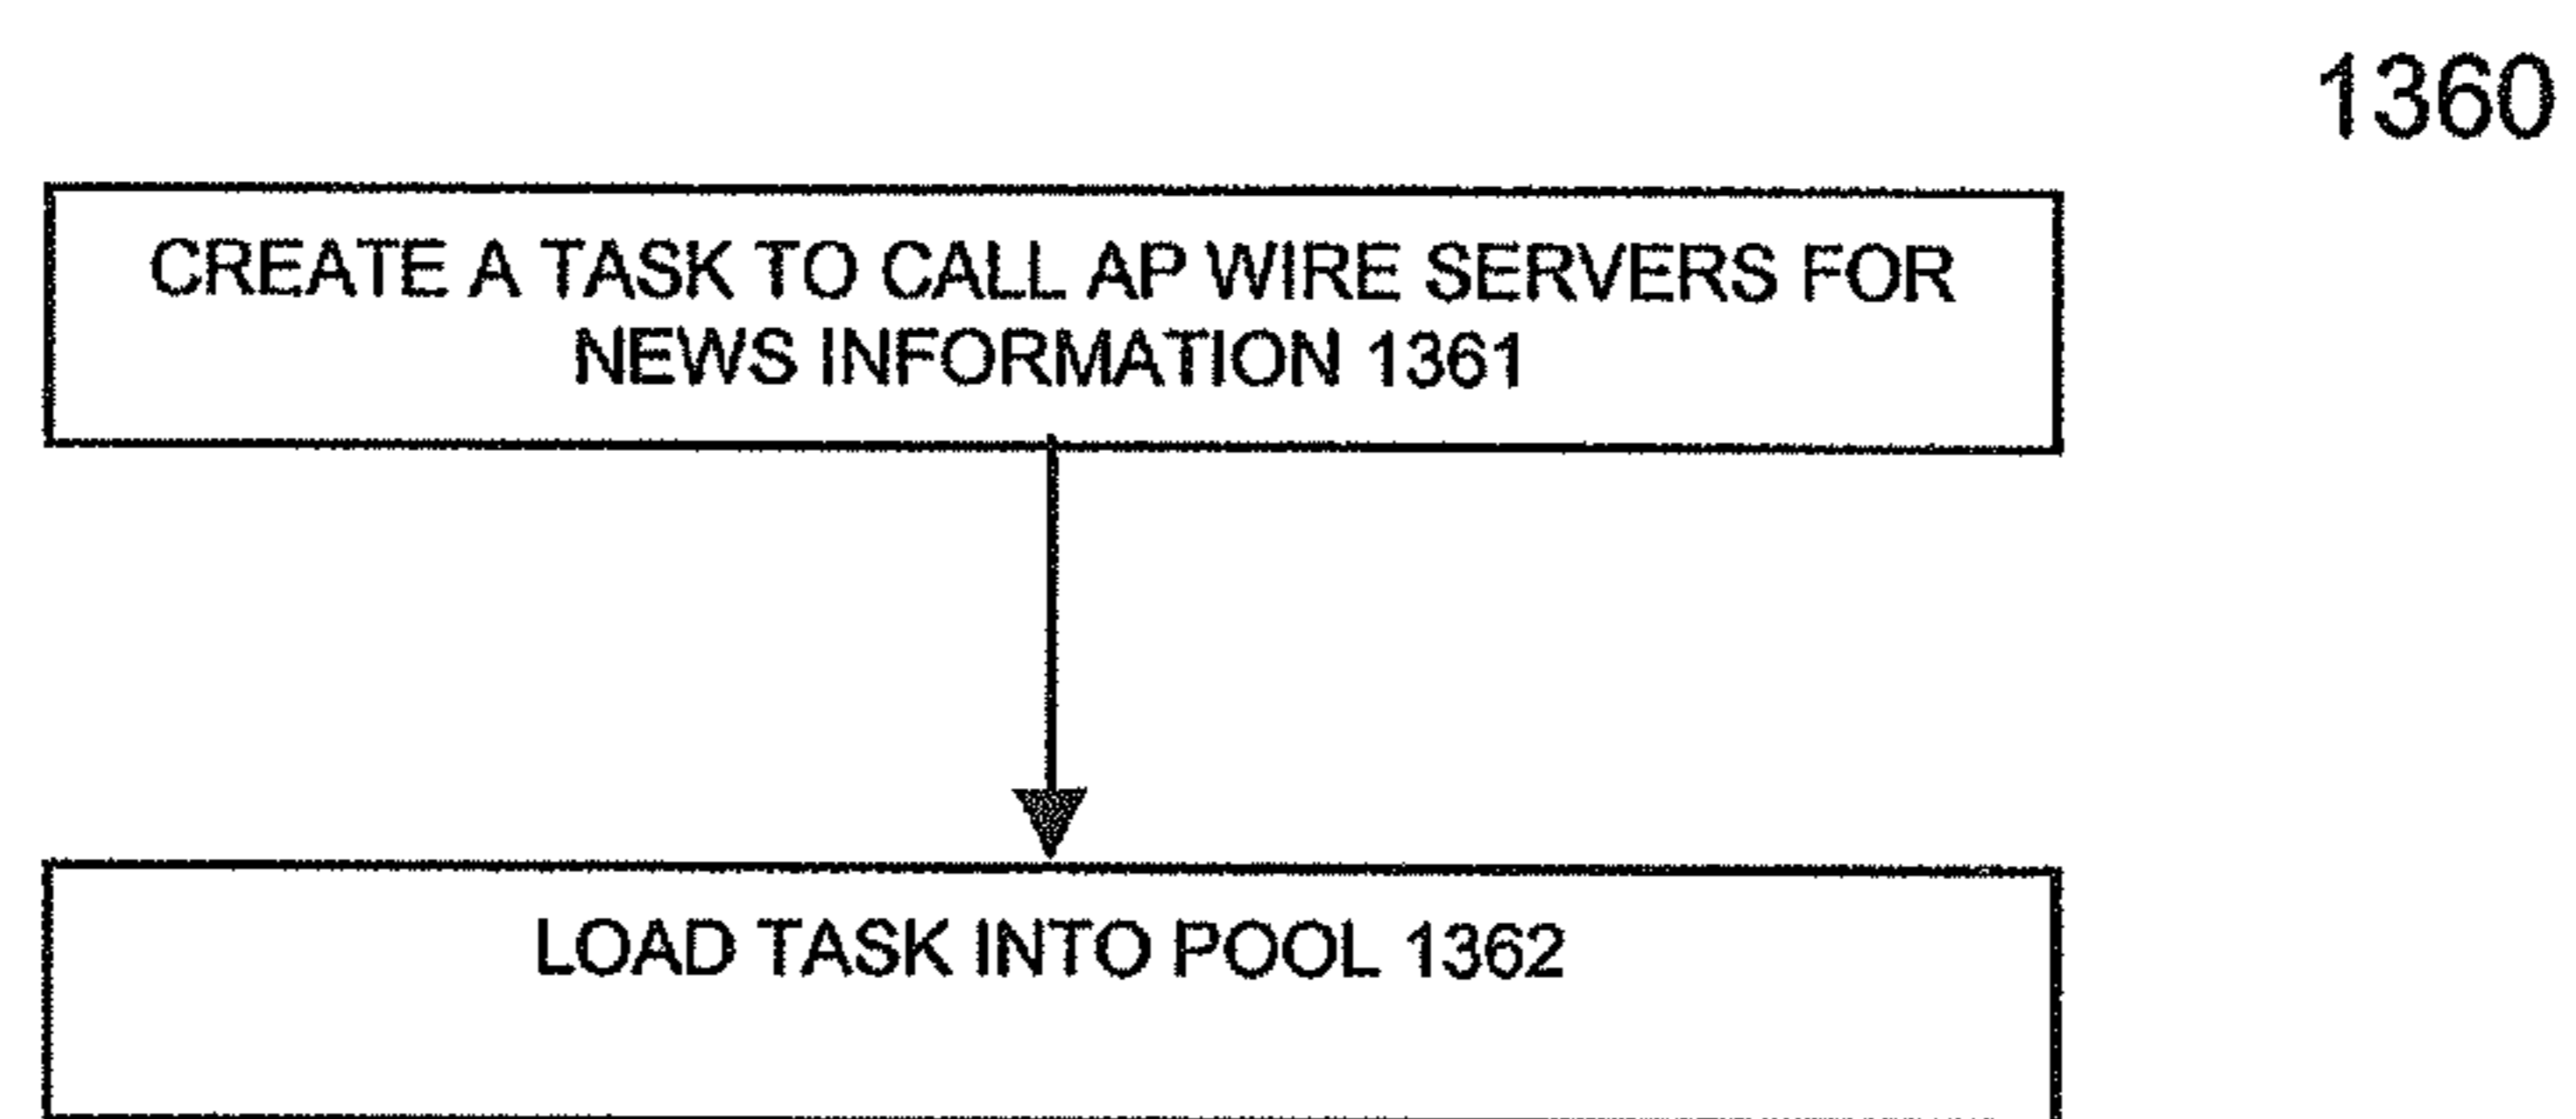 1360
CREATE A TASK TO CALL AP WIRE SERVERS FOR
NEWS INFORMATION 1361
LOAD TASK INTO POOL 1362